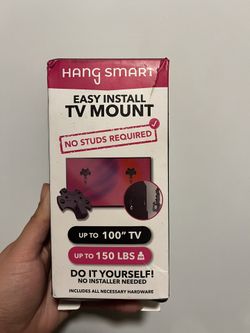 HANG SMART
EASY INSTALL
TV MOUNT
NO STUDS REQUIRED
UP TO 100" TV
UP TO 150 LBS
DO IT YOURSELF!
NO INSTALLER NEEDED
INCLUDES ALL NECESSARY HARDWARE